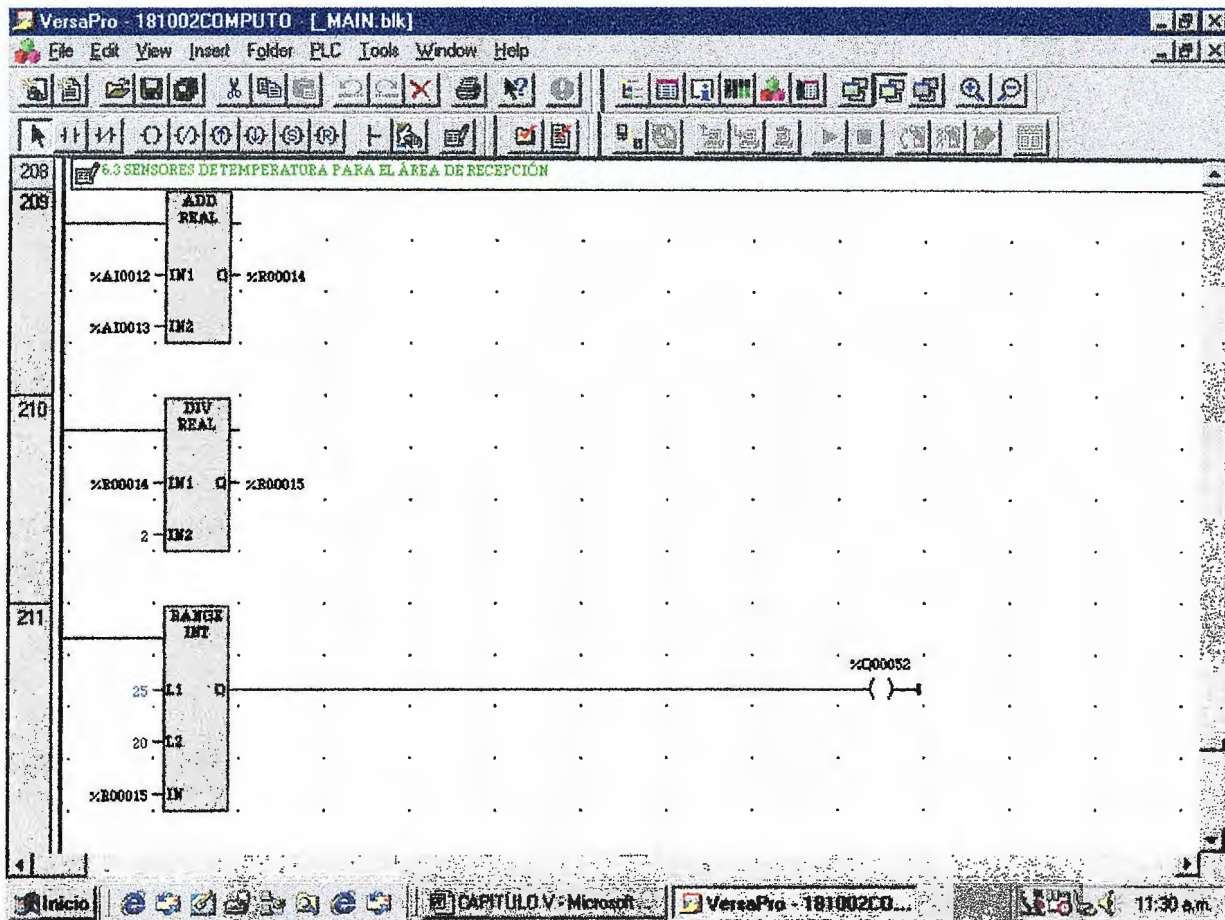 VersaPro - 181002COMPUTO - [_MAIN.blk]
File Edit View Insert Folder PLC Tools Window Help
208 6.3 SENSORES DE TEMPERATURA PARA EL ÁREA DE RECEPCIÓN
209
ADD
REAL
%AI0012 IN1 Q %R00014
%AI0013 IN2
210
DIV
REAL
%R00014 IN1 Q %R00015
2 IN2
211
RANGE
INT
%Q00052
25 L1 Q
20 L2
%R00015 IN
Inicio CAPITULO V - Microsoft ... VersaPro - 181002CO... 11:30 a.m.